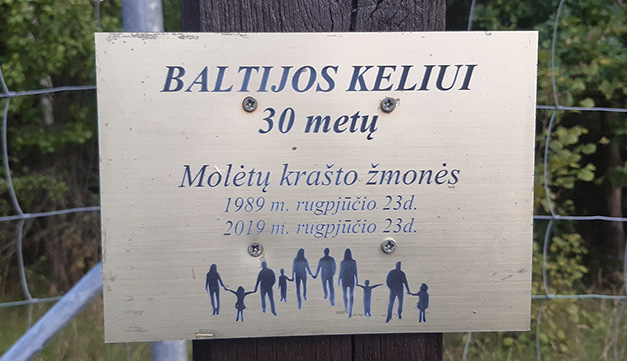 BALTIJOS KELIUI
30 metų
Molėtų krašto žmonės
1989 m. rugpjūčio 23d.
2019 m. rugpjūčio 23d.